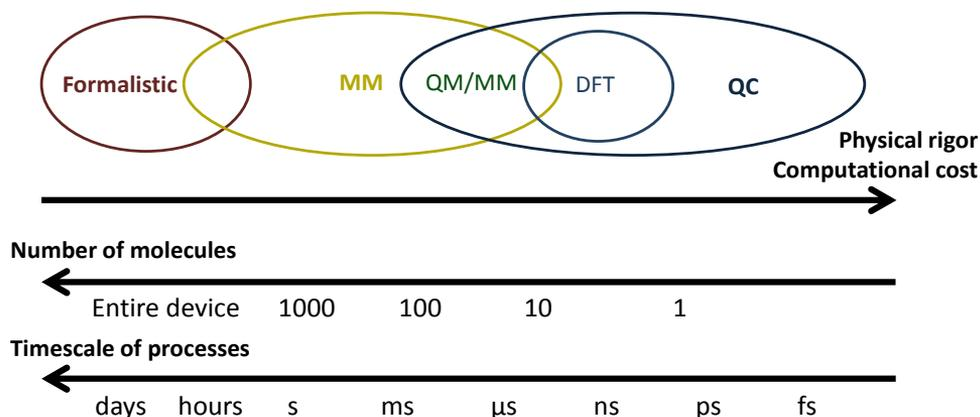 Formalistic MM QM/MM DFT QC
Physical rigor
Computational cost
Number of molecules
Entire device 1000 100 10 1
Timescale of processes
days hours s ms µs ns ps fs